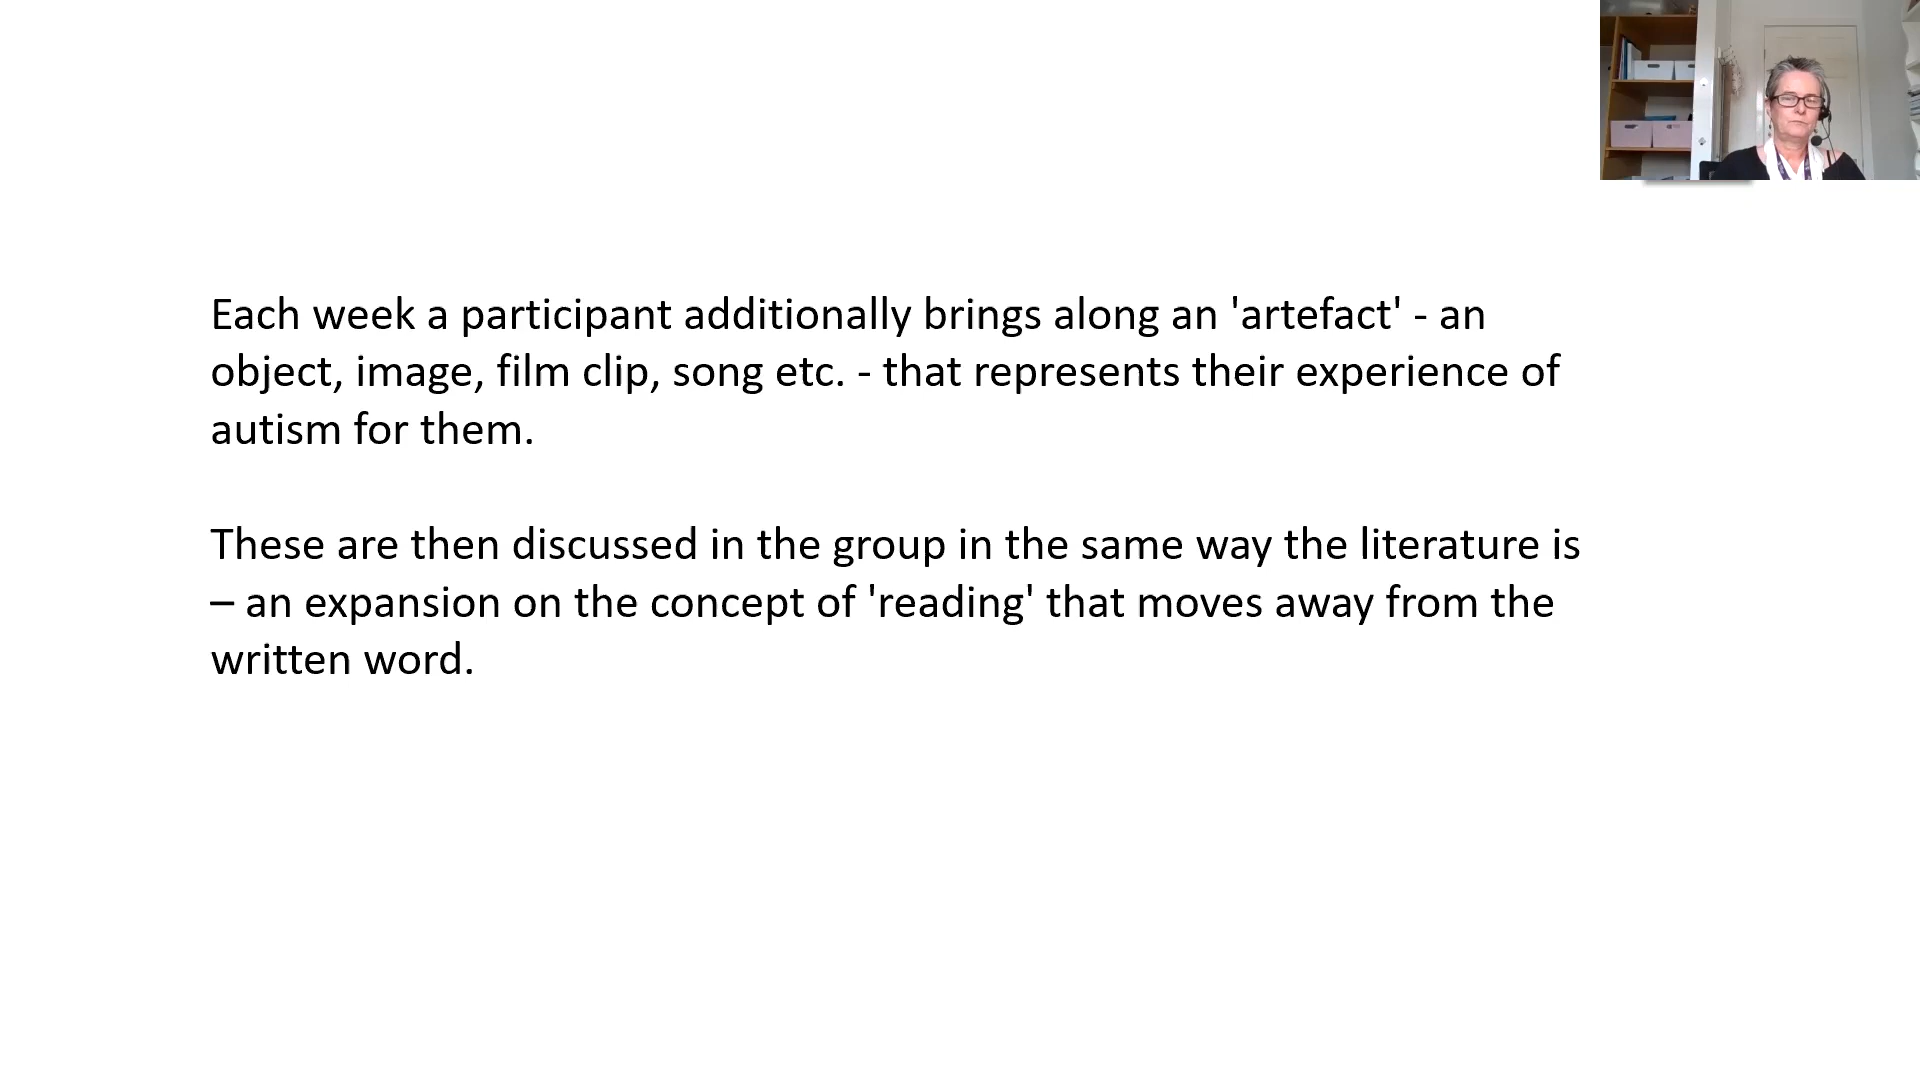 Each week a participant additionally brings along an 'artefact' - an
object, image, film clip, song etc. - that represents their experience of
autism for them.
These are then discussed in the group in the same way the literature is
– an expansion on the concept of 'reading' that moves away from the
written word.